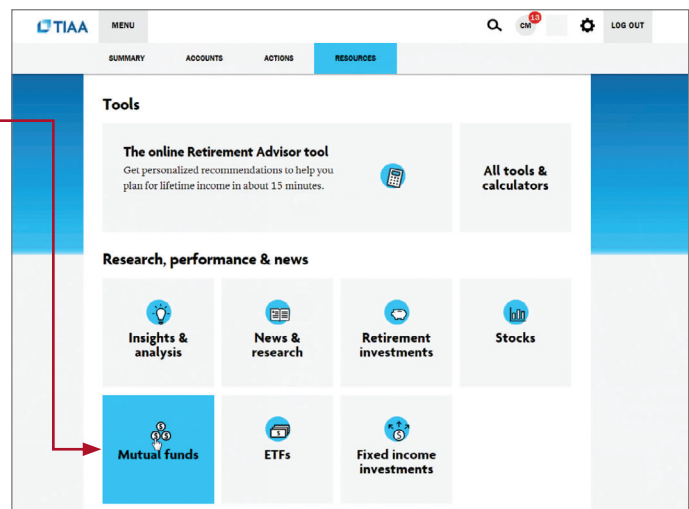 TIAA
MENU
CM
13
LOG OUT
SUMMARY
ACCOUNTS
ACTIONS
RESOURCES
Tools
The online Retirement Advisor tool
Get personalized recommendations to help you
plan for lifetime income in about 15 minutes.
All tools &
calculators
Research, performance & news
Insights &
analysis
News &
research
Retirement
investments
Stocks
Mutual funds
ETFs
Fixed income
investments